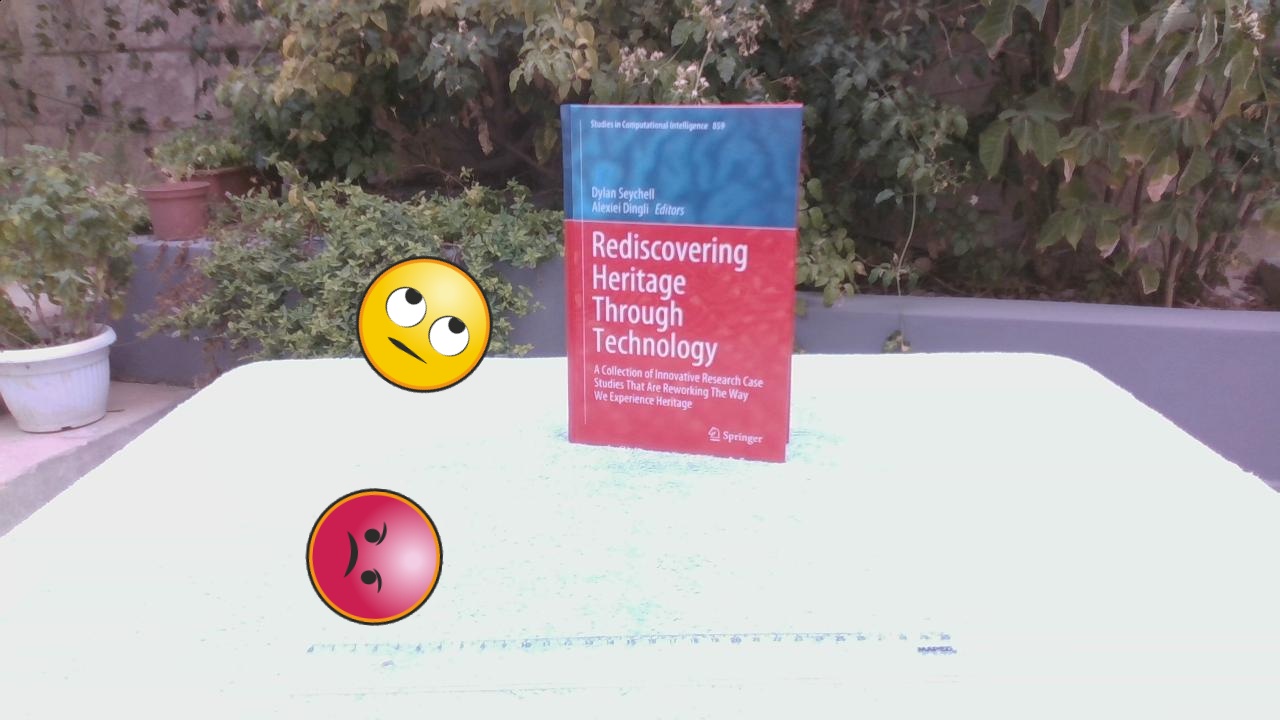 Studies in Computational Intelligence 859
Dylan Seychell
Alexiei Dingli Editors
Rediscovering
Heritage
Through
Technology
A Collection of Innovative Research Case
Studies That Are Reworking The Way
We Experience Heritage
Springer